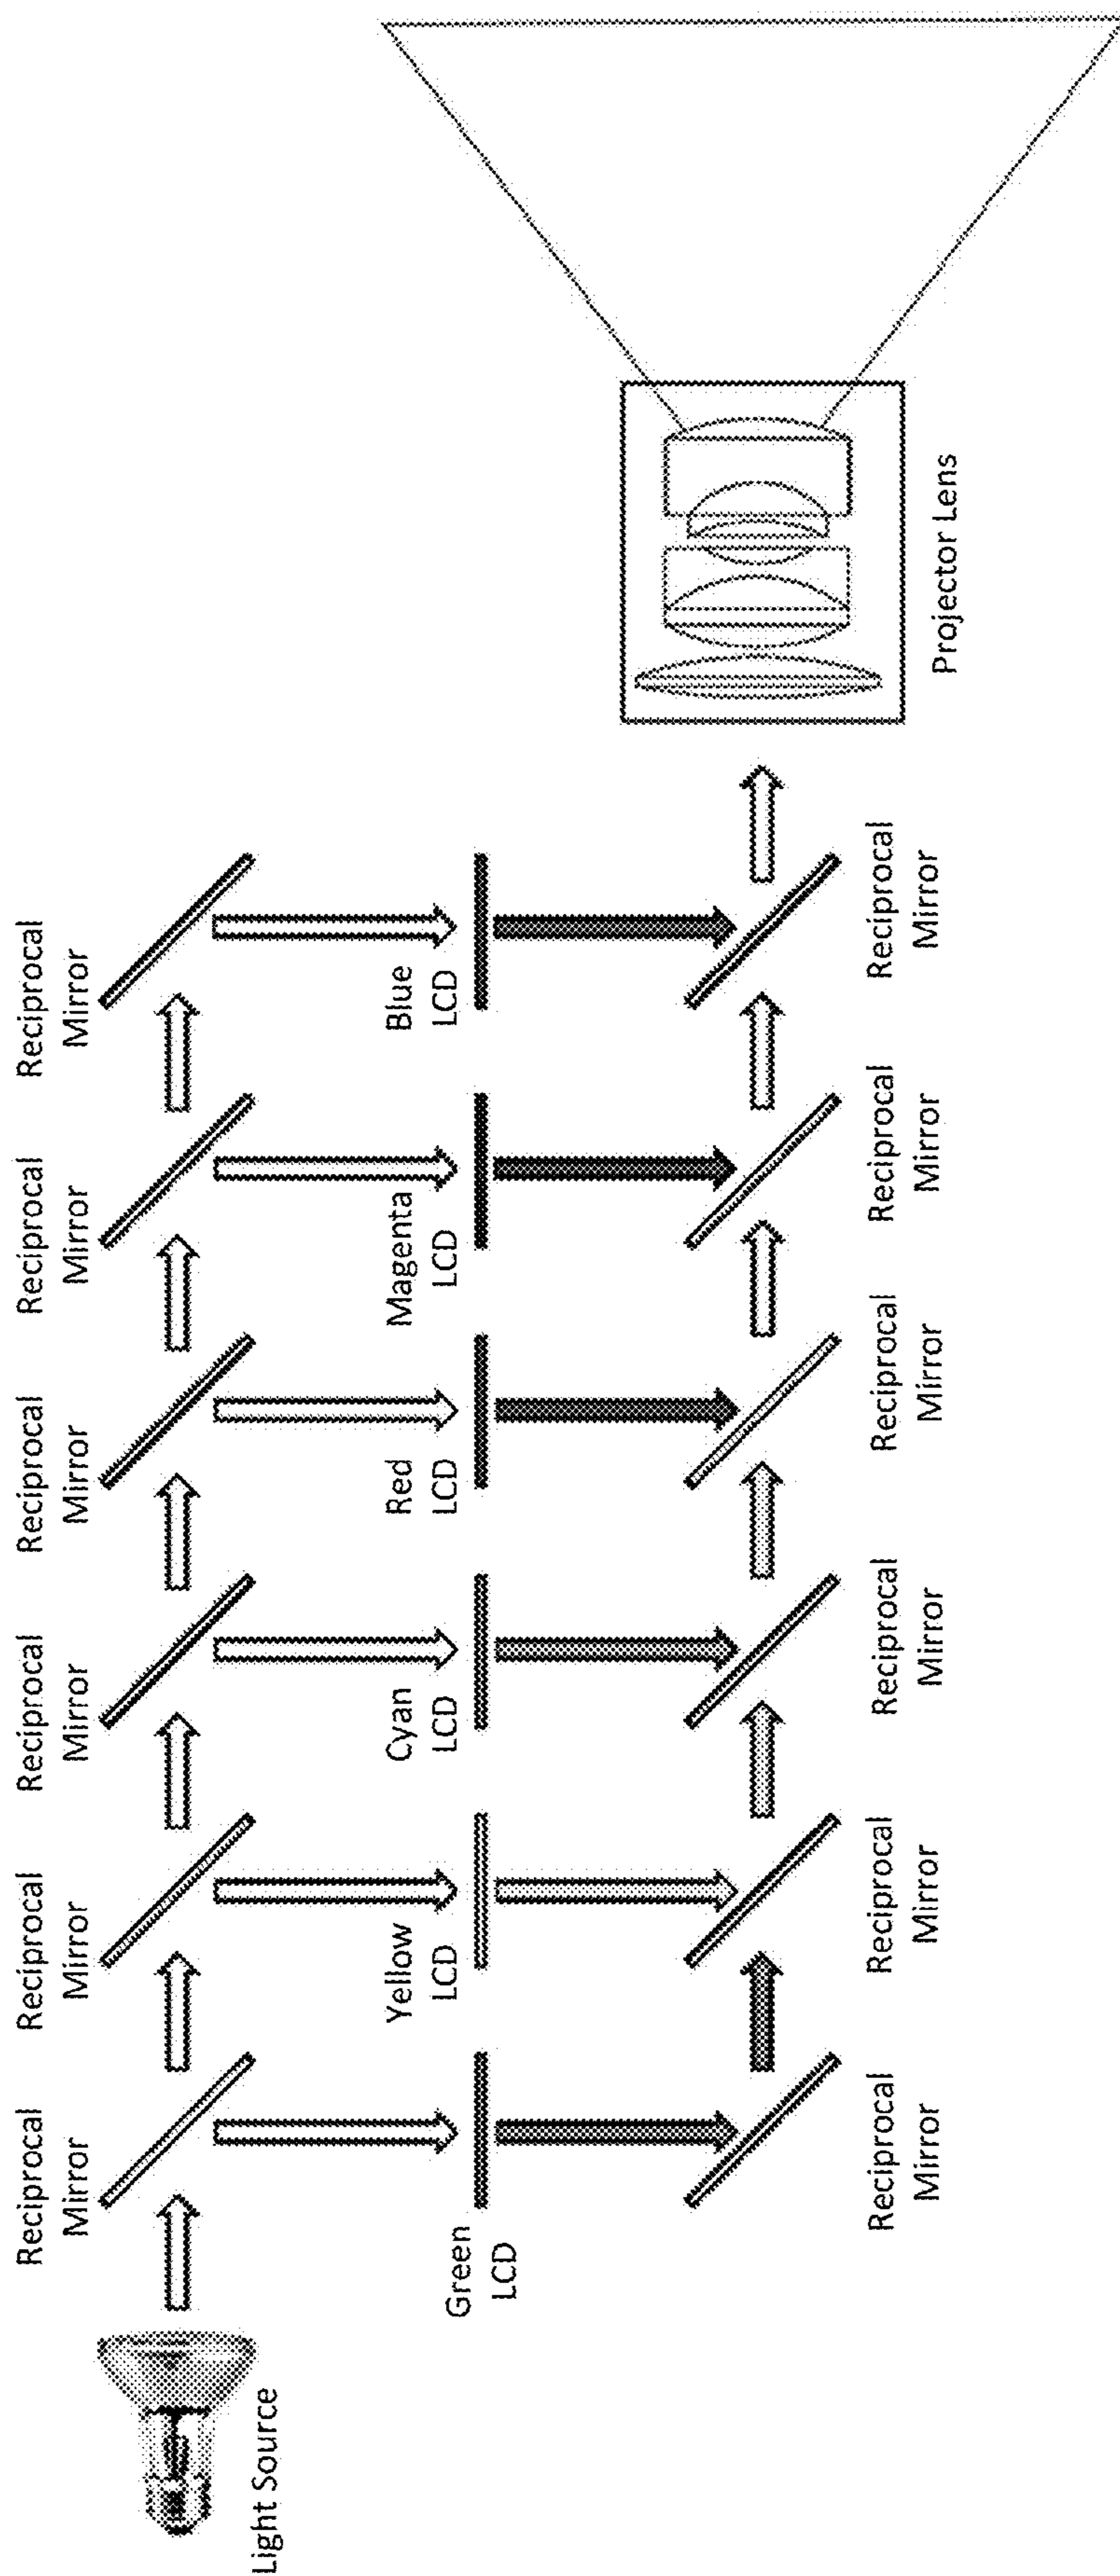 Reciprocal
Mirror
Reciprocal
Mirror
Reciprocal
Mirror
Reciprocal
Mirror
Reciprocal
Mirror
Reciprocal
Mirror
Light Source
Green
LCD
Yellow
LCD
Cyan
LCD
Red
LCD
Magenta
LCD
Blue
LCD
Reciprocal
Mirror
Reciprocal
Mirror
Reciprocal
Mirror
Reciprocal
Mirror
Reciprocal
Mirror
Reciprocal
Mirror
Projector Lens